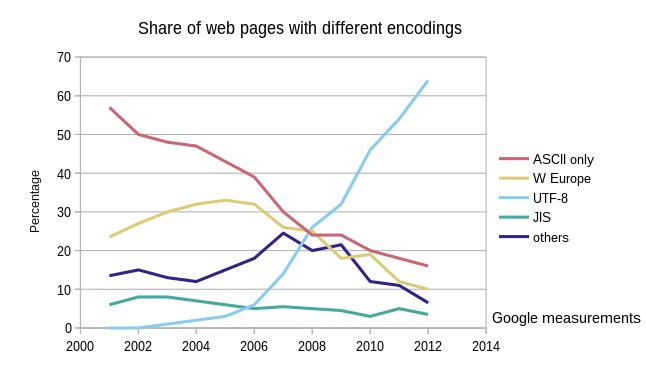 Share of web pages with different encodings
Percentage
70
60
50
40
30
20
10
0
2000 2002 2004 2006 2008 2010 2012 2014
ASCII only
W Europe
UTF-8
JIS
others
Google measurements